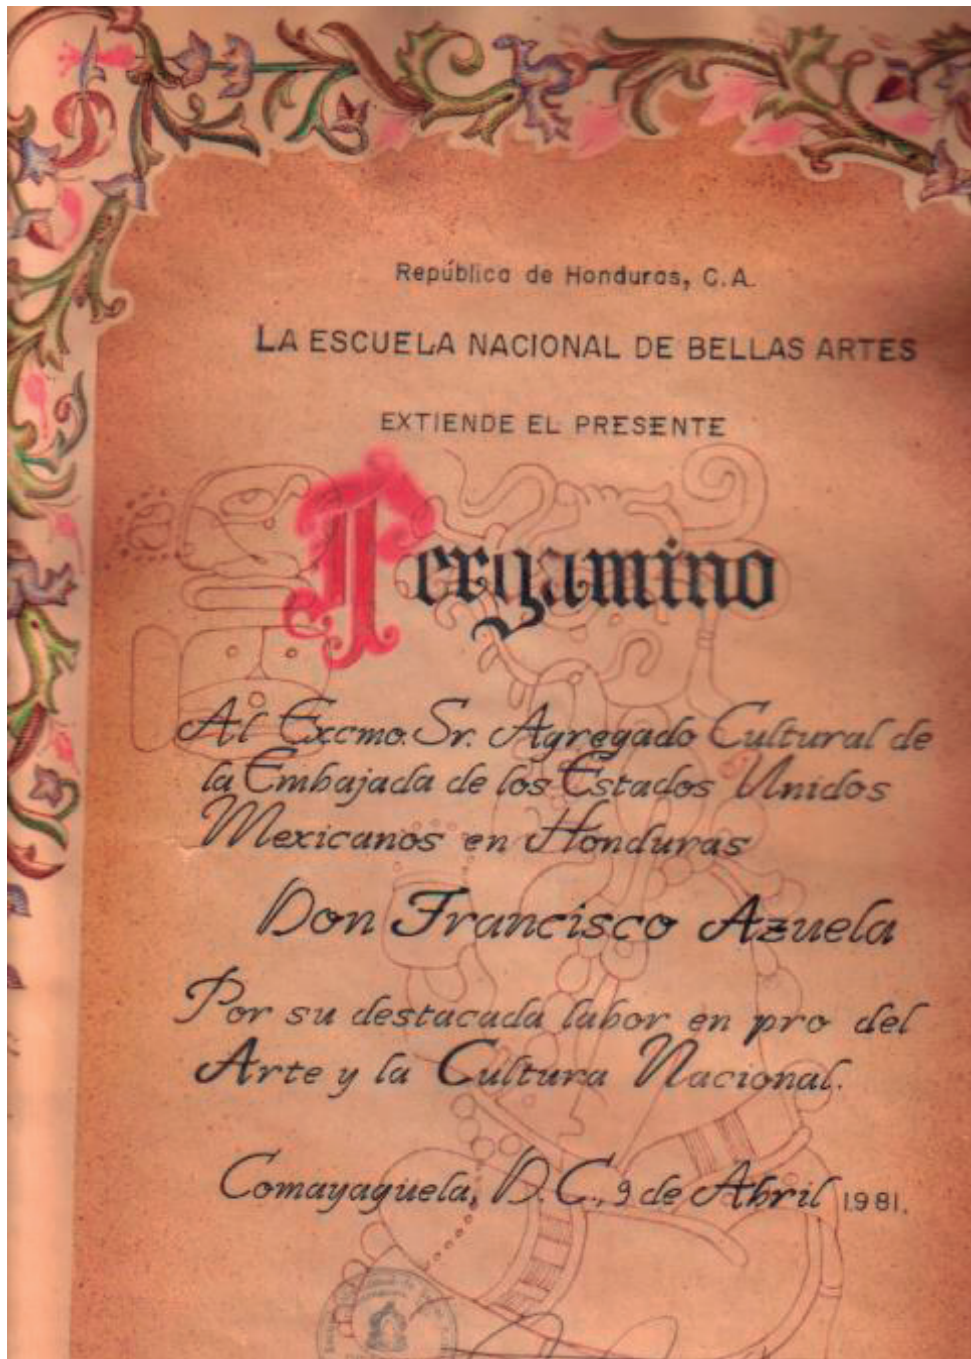 República de Honduras, C.A.
LA ESCUELA NACIONAL DE BELLAS ARTES
EXTIENDE EL PRESENTE
Pergamino
Al Excmo. Sr. Agregado Cultural de
la Embajada de los Estados Unidos
Mexicanos en Honduras
Don Francisco Azuela
Por su destacada labor en pro del
Arte y la Cultura Nacional.
Comayaguela, D.C., 9 de Abril 1981.